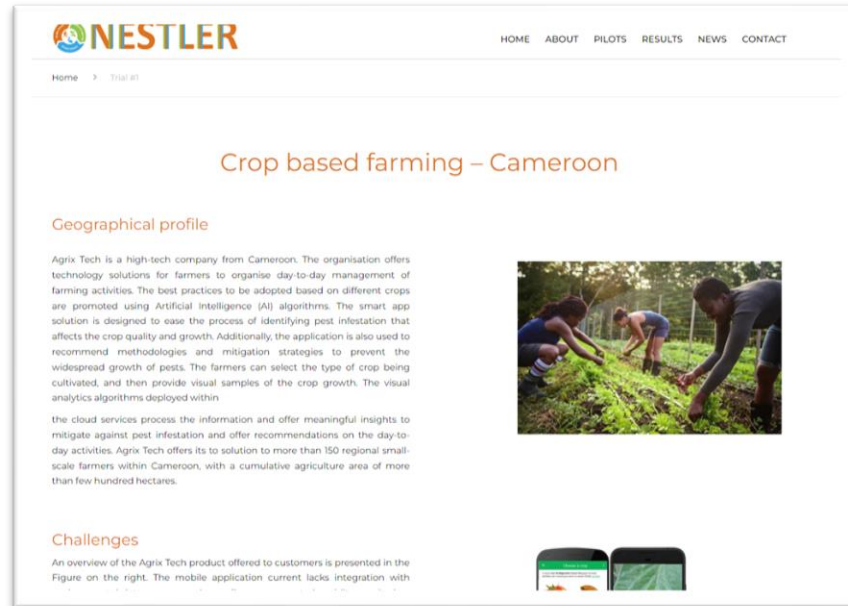 NESTLER
HOME ABOUT PILOTS RESULTS NEWS CONTACT
Home > Trial #1
Crop based farming – Cameroon
Geographical profile
Agrix Tech is a high-tech company from Cameroon. The organisation offers
technology solutions for farmers to organise day-to-day management of
farming activities. The best practices to be adopted based on different crops
are promoted using Artificial Intelligence (AI) algorithms. The smart app
solution is designed to ease the process of identifying pest infestation that
affects the crop quality and growth. Additionally, the application is also used to
recommend methodologies and mitigation strategies to prevent the
widespread growth of pests. The farmers can select the type of crop being
cultivated, and then provide visual samples of the crop growth. The visual
analytics algorithms deployed within
the cloud services process the information and offer meaningful insights to
mitigate against pest infestation and offer recommendations on the day-to-
day activities. Agrix Tech offers its to solution to more than 150 regional small-
scale farmers within Cameroon, with a cumulative agriculture area of more
than few hundred hectares.
Challenges
An overview of the Agrix Tech product offered to customers is presented in the
Figure on the right. The mobile application current lacks integration with